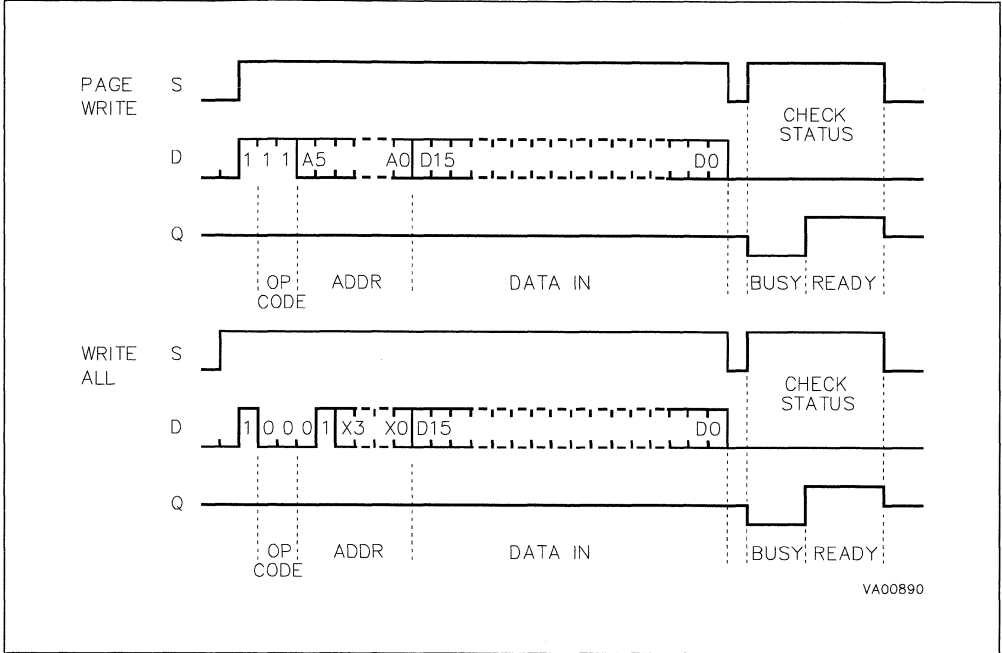 PAGE WRITE S
CHECK STATUS
D 1 1 1 A5 A0 D15 D0
Q
OP CODE ADDR DATA IN BUSY READY
WRITE ALL S
CHECK STATUS
D 1 0 0 0 1 X3 X0 D15 D0
Q
OP CODE ADDR DATA IN BUSY READY
VA00890